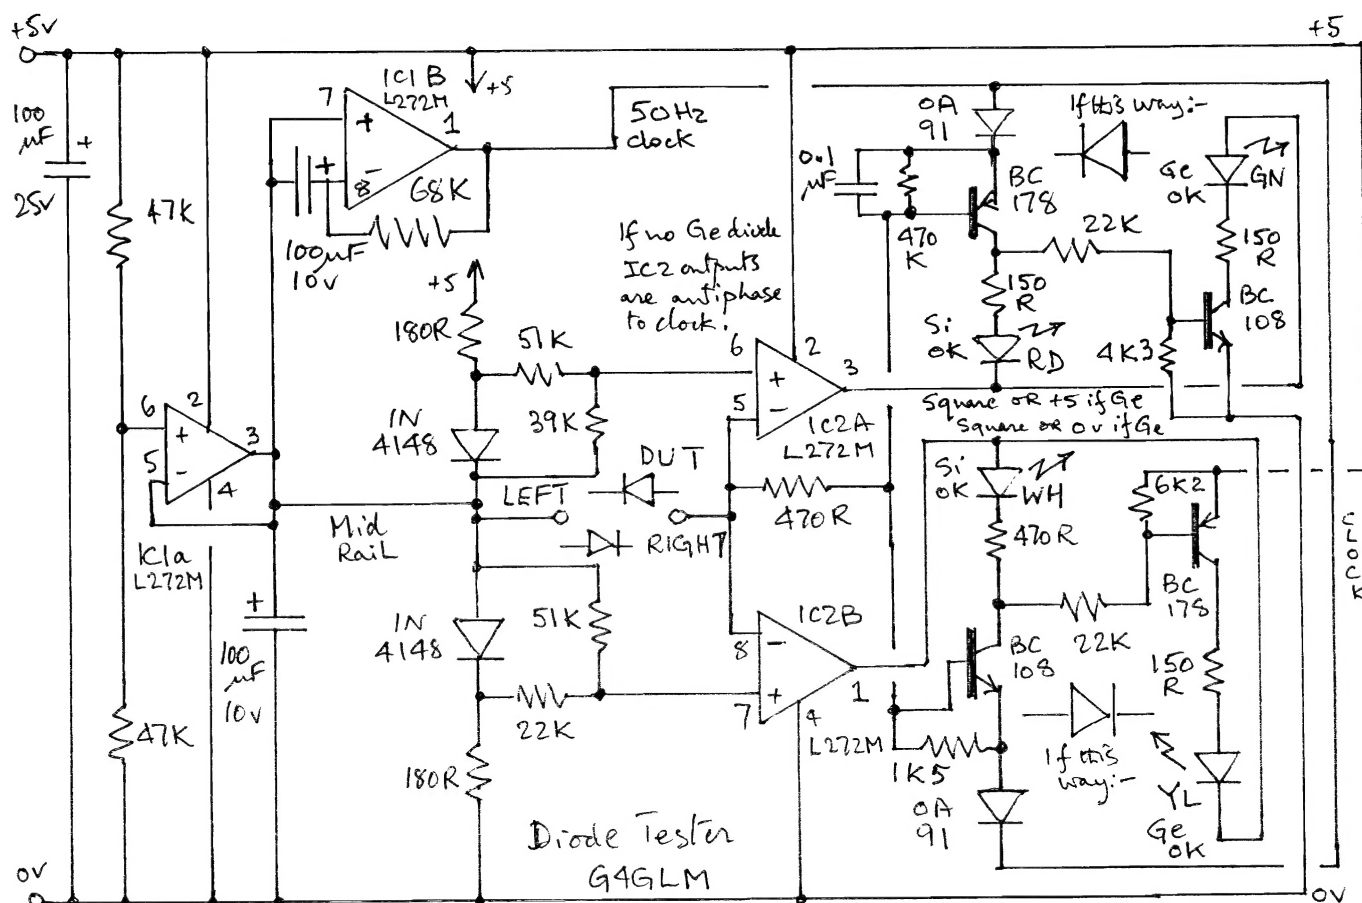 +5V
+5
IC1B
L272M
7
+
1
8
-
+5
50Hz
clock
OA
91
If this way:-
100
µF
+
25V
47K
+
68K
100µF
10V
0.1
µF
BC
178
Ge
OK
GN
If no Ge diode
IC2 outputs
are antiphase
to clock.
470
K
22K
150
R
+5
180R
51K
150
R
BC
108
Si
OK
RD
4K3
6
2
+
3
5
-
4
IC1a
L272M
1N
4148
39K
6
2
+
3
5
-
IC2A
L272M
Square OR +5 if Ge
Square OR 0V if Ge
DUT
LEFT
RIGHT
Mid
Rail
470R
Si
OK
WH
470R
6K2
BC
178
CLOCK
+
100
µF
10V
1N
4148
51K
IC2B
8
-
+
7
1
4
L272M
BC
108
22K
150
R
47K
22K
180R
1K5
OA
91
If this
way:-
YL
Ge
OK
Diode Tester
G4GLM
0V
0V